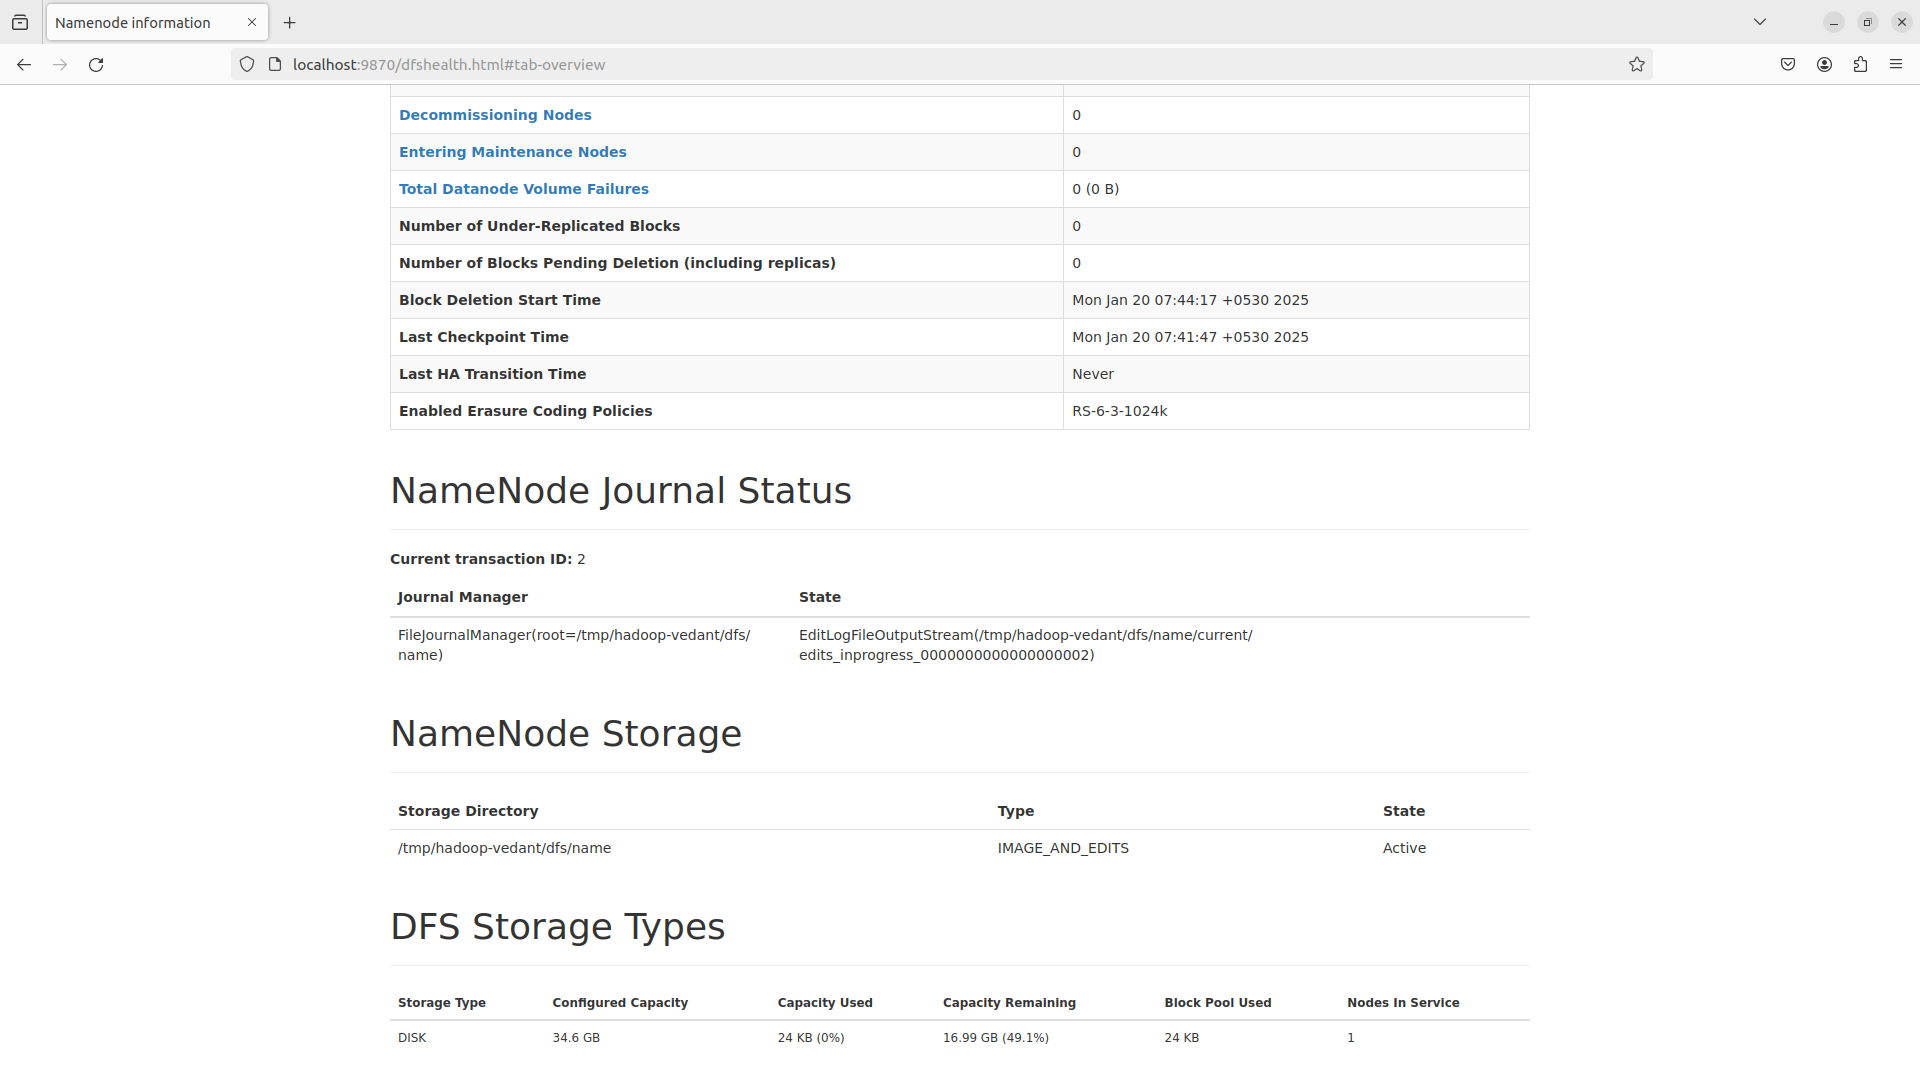 Namenode information
localhost:9870/dfshealth.html#tab-overview
Decommissioning Nodes 0
Entering Maintenance Nodes 0
Total Datanode Volume Failures 0 (0 B)
Number of Under-Replicated Blocks 0
Number of Blocks Pending Deletion (including replicas) 0
Block Deletion Start Time Mon Jan 20 07:44:17 +0530 2025
Last Checkpoint Time Mon Jan 20 07:41:47 +0530 2025
Last HA Transition Time Never
Enabled Erasure Coding Policies RS-6-3-1024k
NameNode Journal Status
Current transaction ID: 2
Journal Manager State
FileJournalManager(root=/tmp/hadoop-vedant/dfs/ EditLogFileOutputStream(/tmp/hadoop-vedant/dfs/name/current/
name) edits_inprogress_0000000000000000002)
NameNode Storage
Storage Directory Type State
/tmp/hadoop-vedant/dfs/name IMAGE_AND_EDITS Active
DFS Storage Types
Storage Type Configured Capacity Capacity Used Capacity Remaining Block Pool Used Nodes In Service
DISK 34.6 GB 24 KB (0%) 16.99 GB (49.1%) 24 KB 1